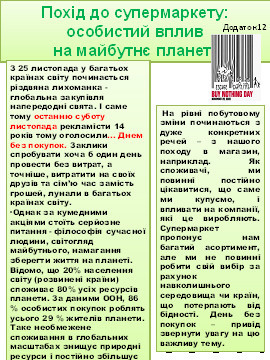 Похід до супермаркету:
особистий вплив
на майбутнє планет
Додаток12
З 25 листопада у багатьох
країнах світу починається
різдвяна лихоманка -
глобальна закупівля
напередодні свята. І саме
тому останню суботу
листопада рекламісти 14
років тому оголосили... Днем
без покупок. Заклики
спробувати хоча б один день
провести без витрат, а
точніше, витратити на своїх
друзів та сім'ю час замість
грошей, лунали в багатьох
країнах світу.
•Однак за кумедними
акціями стоїть серйозне
питання - філософія сучасної
людини, світогляд
майбутнього, намагання
зберегти життя на планеті.
Відомо, що 20% населення
світу (розвинені країни)
споживає 80% усіх ресурсів
планети. За даними ООН, 86
% особистих покупок роблять
усього 29 % жителів планети.
Таке необмежене
споживання в глобальних
масштабах знищує природні
ресурси і постійно збільшує
BUY NOTHING DAY
На рівні побутовому
зміни починаються з
дуже конкретних
речей - з нашого
походу в магазин,
наприклад. Як
споживачі, ми
повинні постійно
цікавитися, що саме
ми купуємо, і
впливати на компанії,
які це виробляють.
Супермаркет
пропонує нам
багатий асортимент,
але ми не повинні
робити свій вибір за
рахунок
навколишнього
середовища чи країн,
що потерпають від
бідності. День без
покупок – привід
звернути увагу на цю
важливу тему.